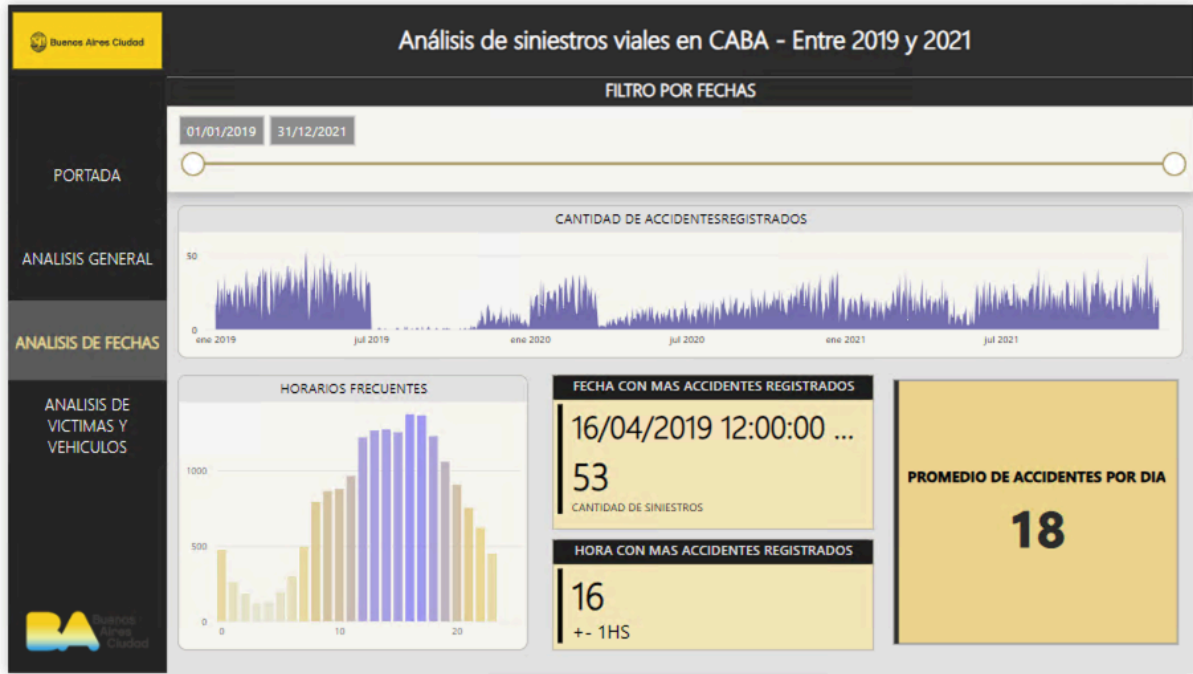 Buenos Aires Ciudad
Análisis de siniestros viales en CABA - Entre 2019 y 2021
FILTRO POR FECHAS
01/01/2019 31/12/2021
PORTADA
ANALISIS GENERAL
ANALISIS DE FECHAS
ANALISIS DE
VICTIMAS Y
VEHICULOS
BA Buenos
Aires
Ciudad
CANTIDAD DE ACCIDENTESREGISTRADOS
50
0
ene 2019 jul 2019 ene 2020 jul 2020 ene 2021 jul 2021
HORARIOS FRECUENTES
1000
500
0
0 10 20
FECHA CON MAS ACCIDENTES REGISTRADOS
16/04/2019 12:00:00 ...
53
CANTIDAD DE SINIESTROS
HORA CON MAS ACCIDENTES REGISTRADOS
16
+- 1HS
PROMEDIO DE ACCIDENTES POR DIA
18